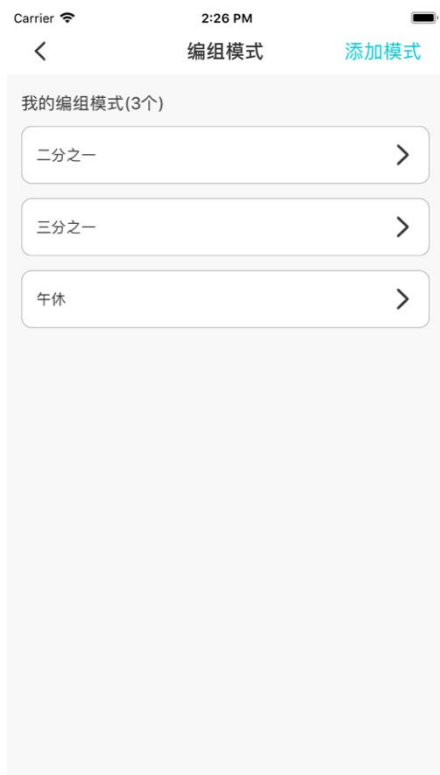 Carrier 2:26 PM
编组模式 添加模式
我的编组模式(3个)
二分之一
三分之一
午休